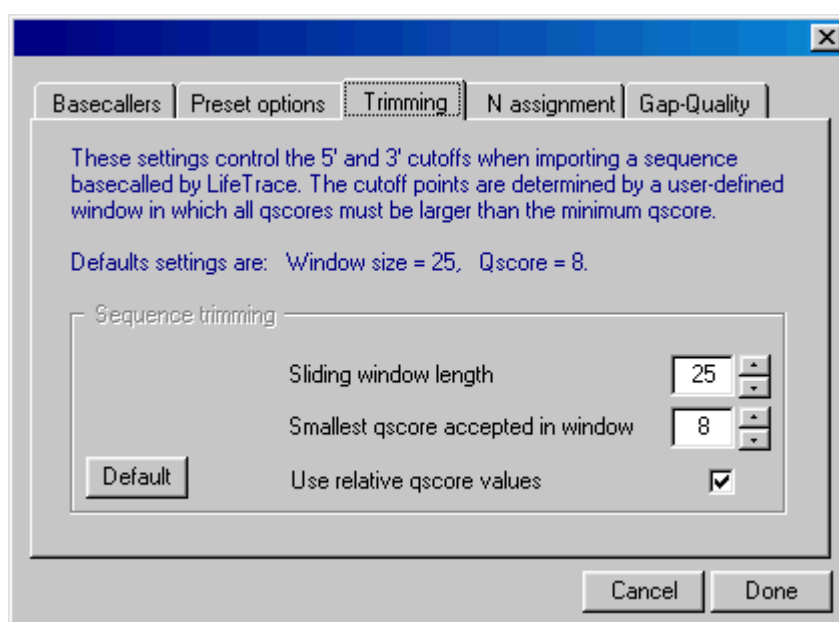 Basecallers Preset options Trimming N assignment Gap-Quality
These settings control the 5' and 3' cutoffs when importing a sequence
basecalled by LifeTrace. The cutoff points are determined by a user-defined
window in which all qscores must be larger than the minimum qscore.
Defaults settings are: Window size = 25, Qscore = 8.
Sequence trimming
Sliding window length 25
Smallest qscore accepted in window 8
Default Use relative qscore values
Cancel Done